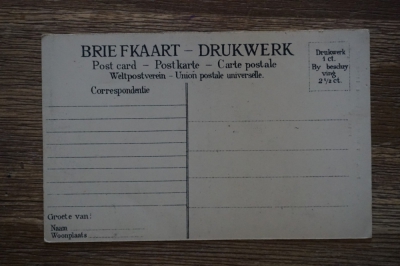 BRIEFKAART – DRUKWERK
Post card – Postkarte – Carte postale
Weltpostverein – Union postale universelle.
Correspondentie
Drukwerk
1 ct.
By beschry
ving
2½ ct.
Groete van:
Naam
Woonplaats